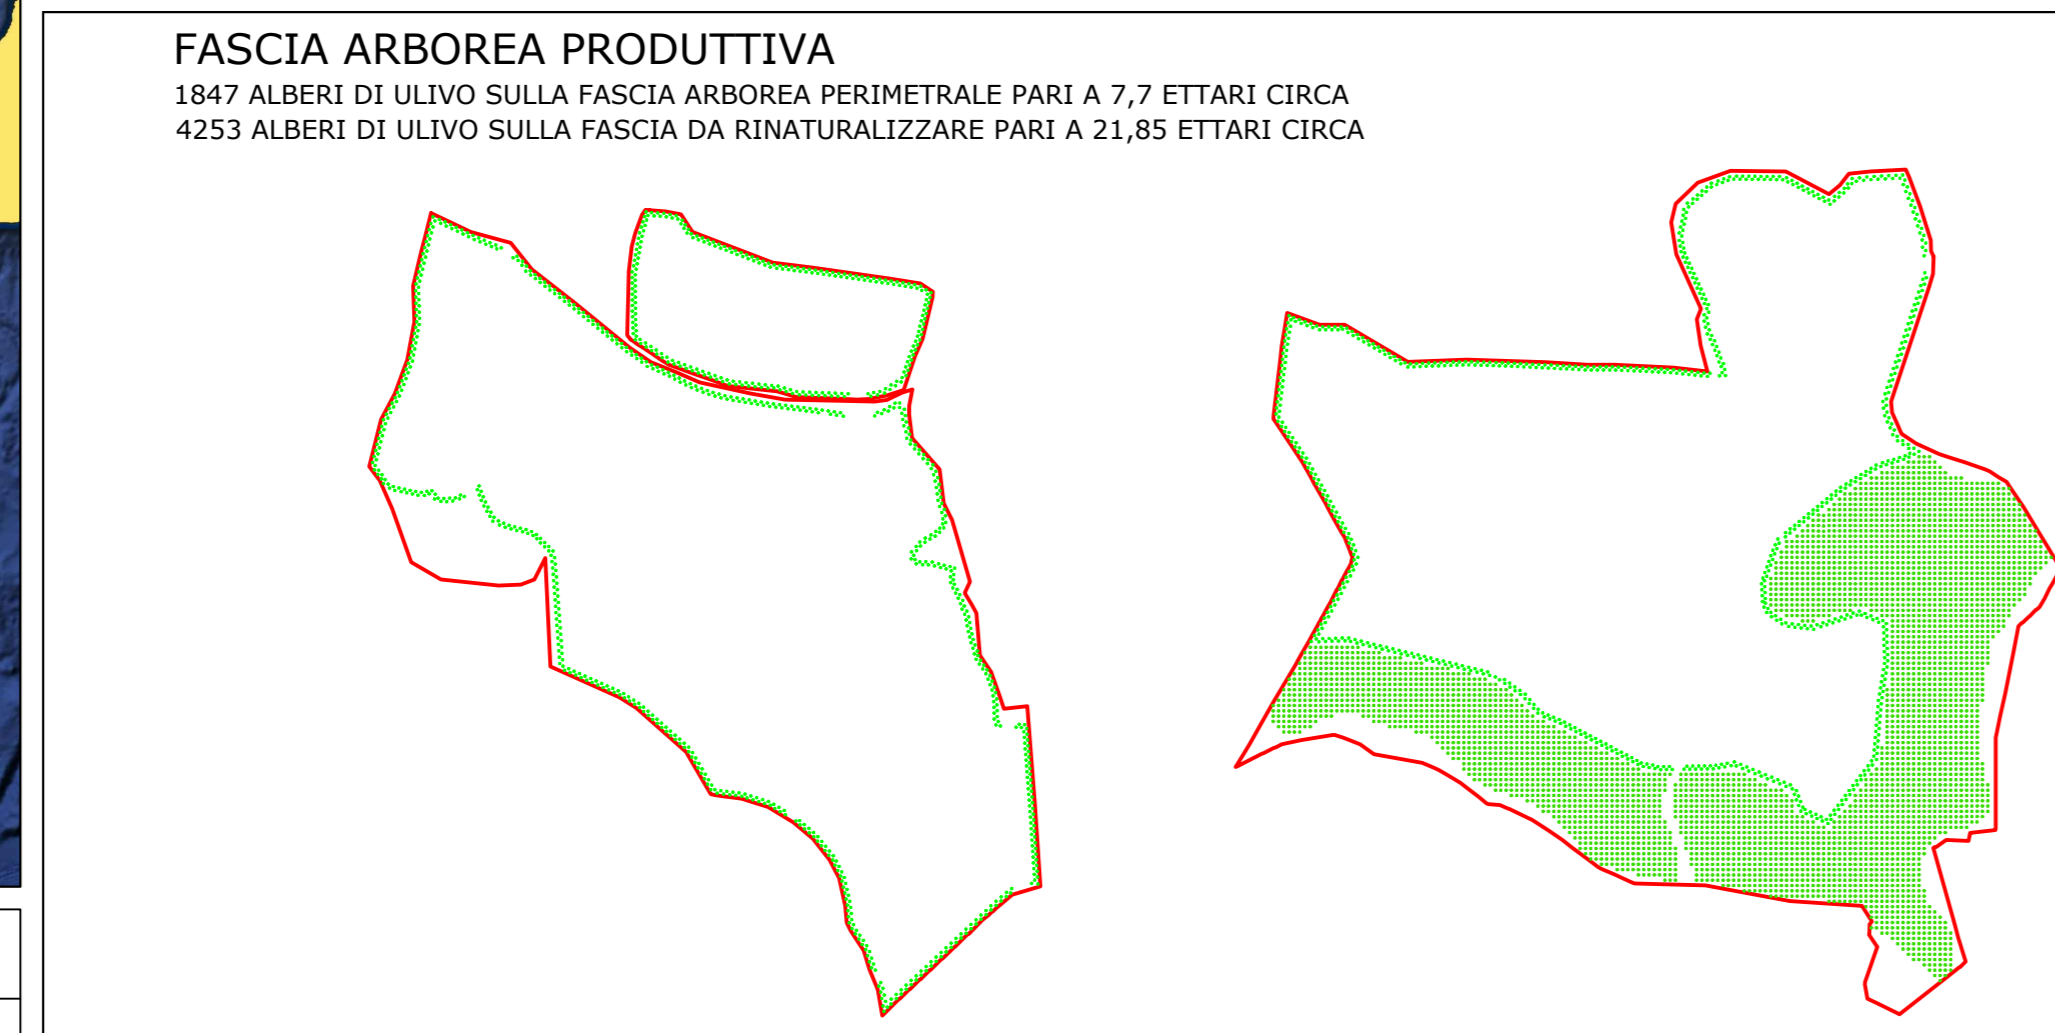 FASCIA ARBOREA PRODUTTIVA
1847 ALBERI DI ULIVO SULLA FASCIA ARBOREA PERIMETRALE PARI A 7,7 ETTARI CIRCA
4253 ALBERI DI ULIVO SULLA FASCIA DA RINATURALIZZARE PARI A 21,85 ETTARI CIRCA